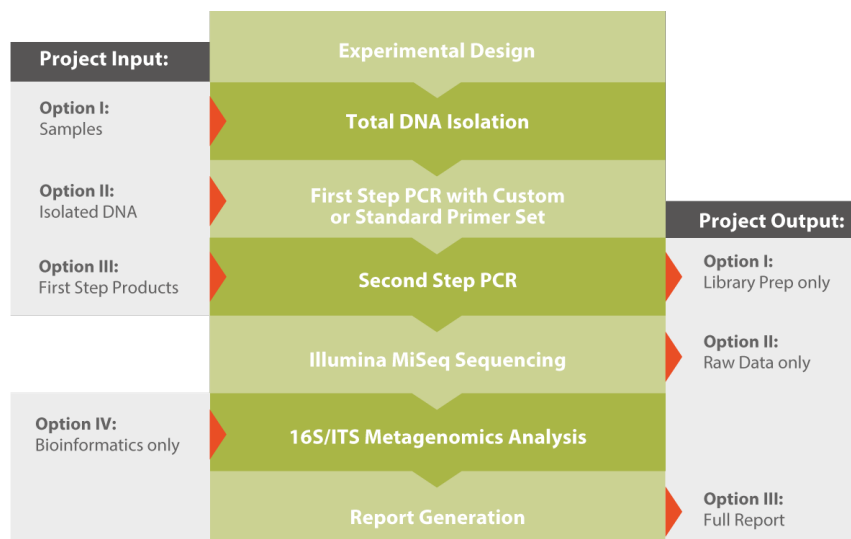 Project Input:
Option I:
Samples
Option II:
Isolated DNA
Option III:
First Step Products
Option IV:
Bioinformatics only
Experimental Design
Total DNA Isolation
First Step PCR with Custom
or Standard Primer Set
Second Step PCR
Illumina MiSeq Sequencing
16S/ITS Metagenomics Analysis
Report Generation
Project Output:
Option I:
Library Prep only
Option II:
Raw Data only
Option III:
Full Report